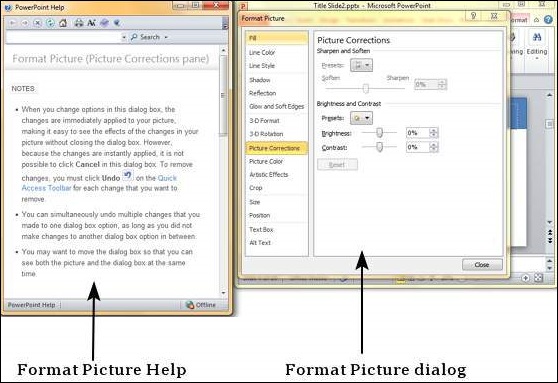 PowerPoint Help
Search
Format Picture (Picture Corrections pane)
NOTES
When you change options in this dialog box, the
changes are immediately applied to your picture,
making it easy to see the effects of the changes in your
picture without closing the dialog box. However,
because the changes are instantly applied, it is not
possible to click Cancel in this dialog box. To remove
changes, you must click Undo on the Quick
Access Toolbar for each change that you want to
remove.
You can simultaneously undo multiple changes that you
made to one dialog box option, as long as you did not
make changes to another dialog box option in between.
You may want to move the dialog box so that you can
see both the picture and the dialog box at the same
time.
PowerPoint Help
Offline
Title Slide2.pptx - Microsoft PowerPoint
Format Picture
Format
Editing
Fill
Line Color
Line Style
Shadow
Reflection
Glow and Soft Edges
3-D Format
3-D Rotation
Picture Corrections
Picture Color
Artistic Effects
Crop
Size
Position
Text Box
Alt Text
Picture Corrections
Sharpen and Soften
Presets:
Soften Sharpen
0%
Brightness and Contrast
Presets:
Brightness: 0%
Contrast: 0%
Reset
Close
Format Picture Help
Format Picture dialog